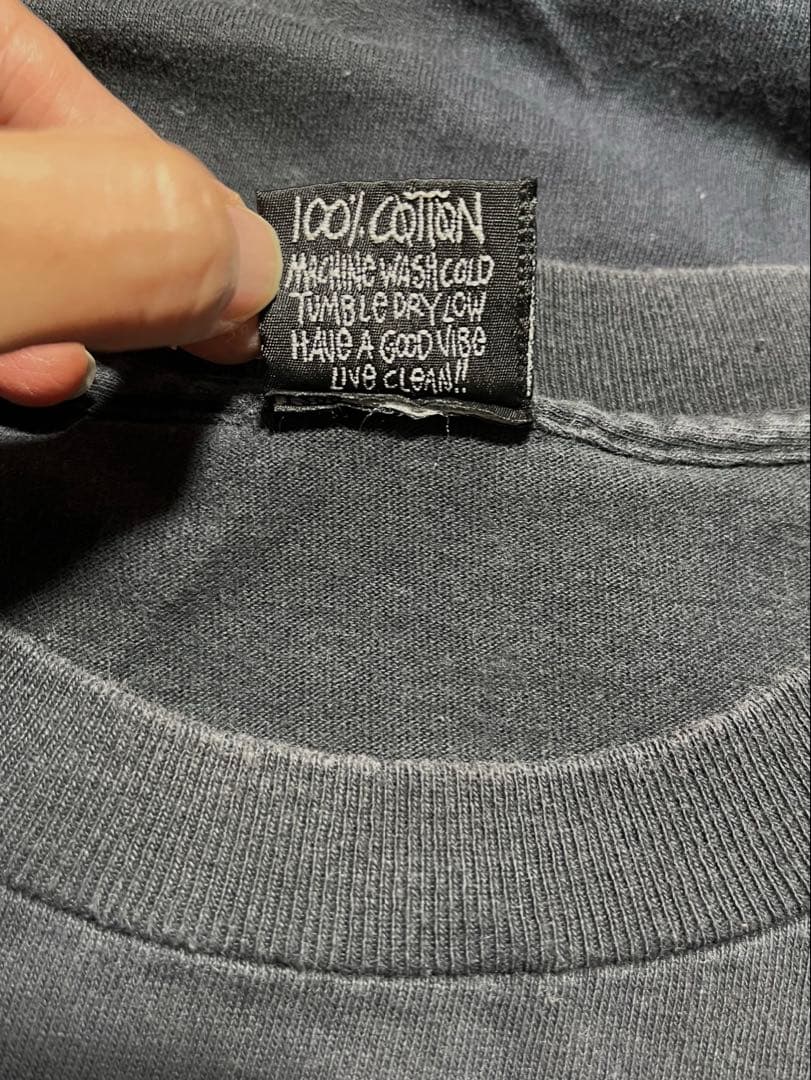 100% COTTON
MACHINE WASH COLD
TUMBLE DRY LOW
HAVE A GOOD VIBE
LIVE CLEAN!!